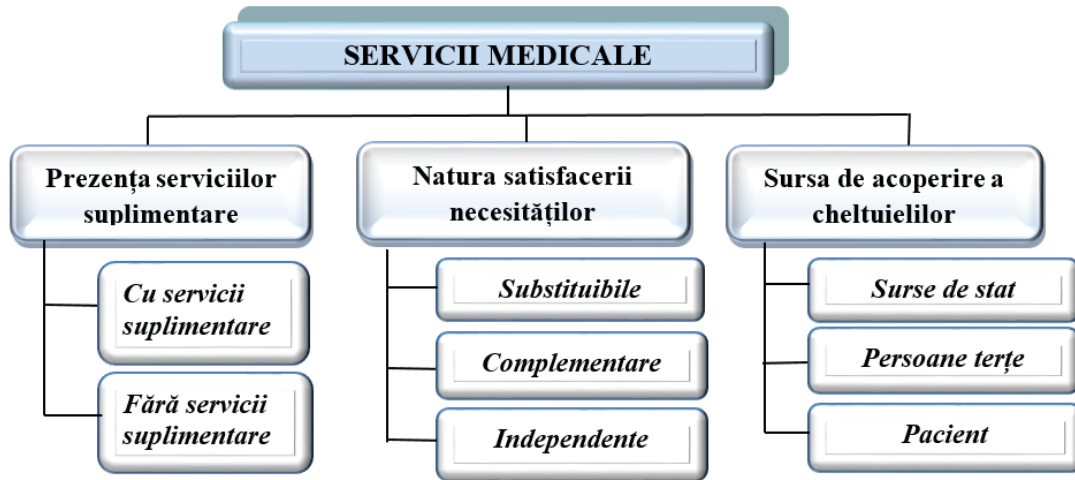 SERVICII MEDICALE
Prezența serviciilor
suplimentare
Cu servicii
suplimentare
Fără servicii
suplimentare
Natura satisfacerii
necesităților
Substituibile
Complementare
Independente
Sursa de acoperire a
cheltuielilor
Surse de stat
Persoane terțe
Pacient